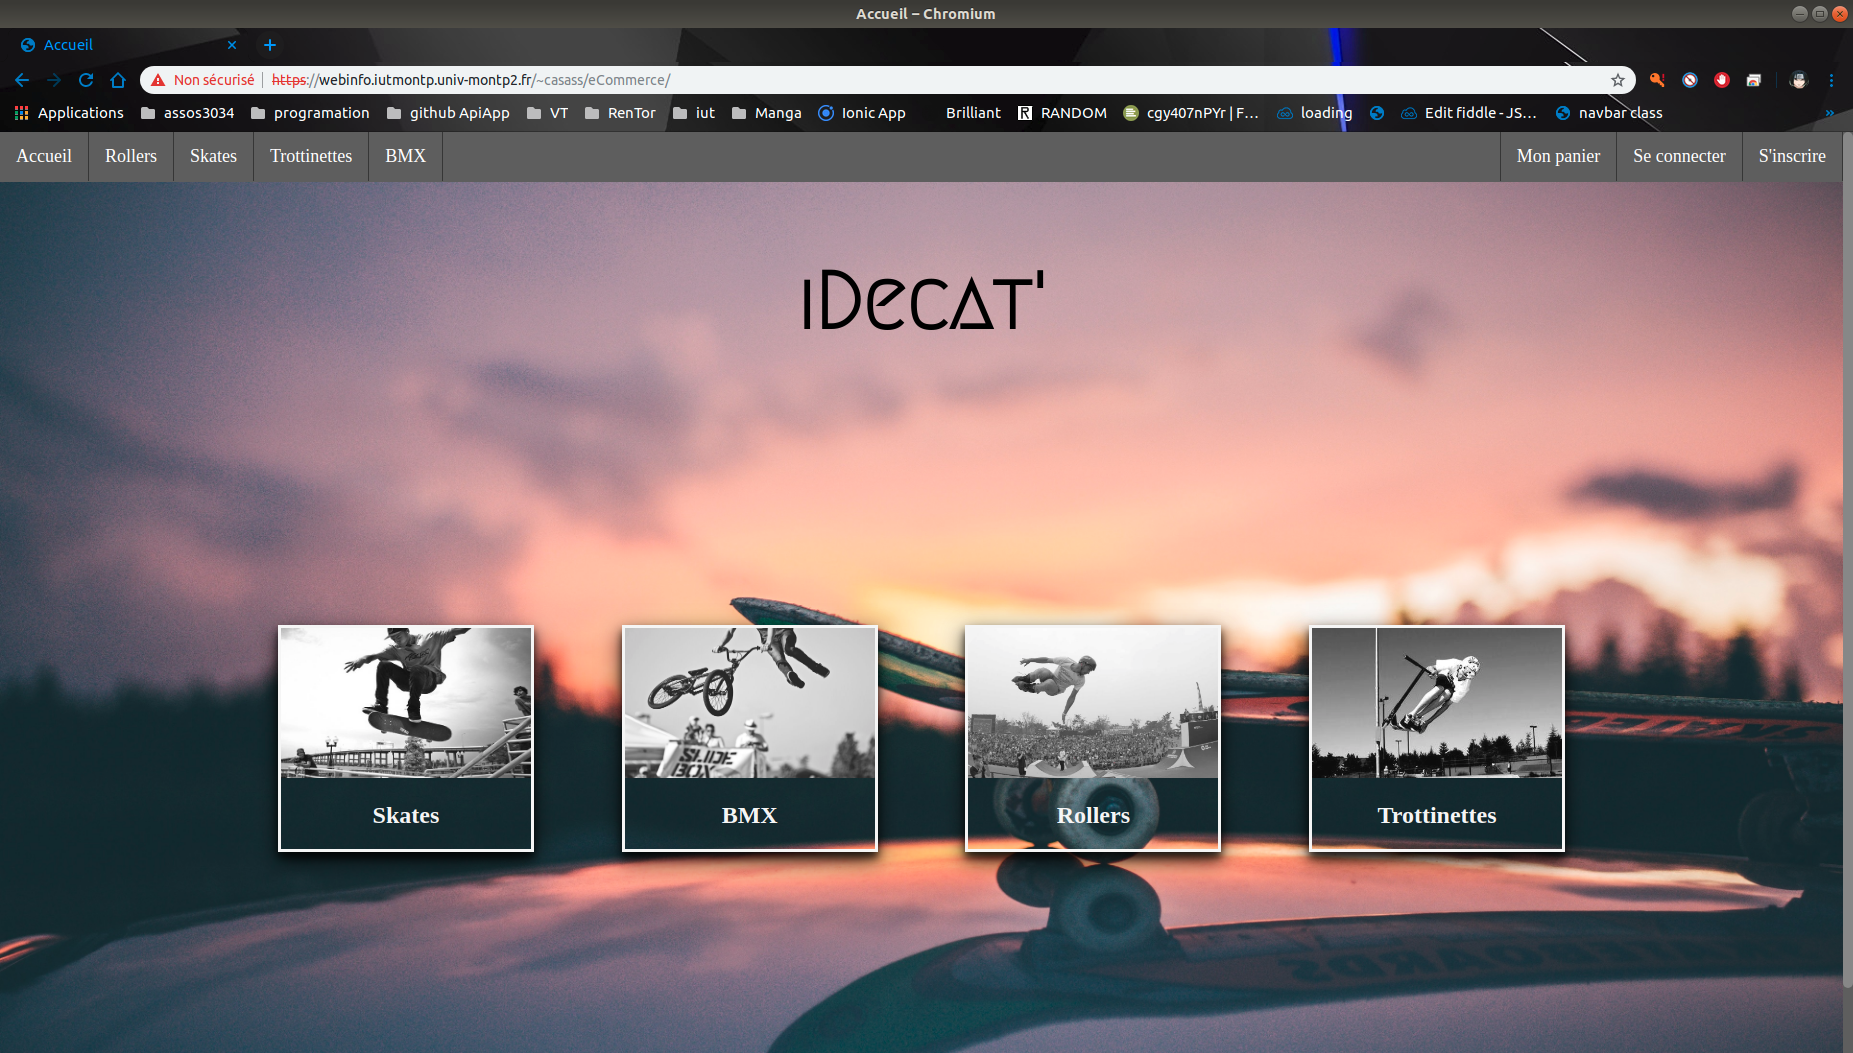 Accueil – Chromium
Accueil
Non sécurisé https://webinfo.iutmontp.univ-montp2.fr/~casass/eCommerce/
Applications assos3034 programation github ApiApp VT RenTor iut Manga Ionic App Brilliant RANDOM cgy407nPYr | F… loading Edit fiddle - JS… navbar class »
Accueil Rollers Skates Trottinettes BMX Mon panier Se connecter S'inscrire
iDecat'
SLIDE
BOX
Skates BMX Rollers Trottinettes